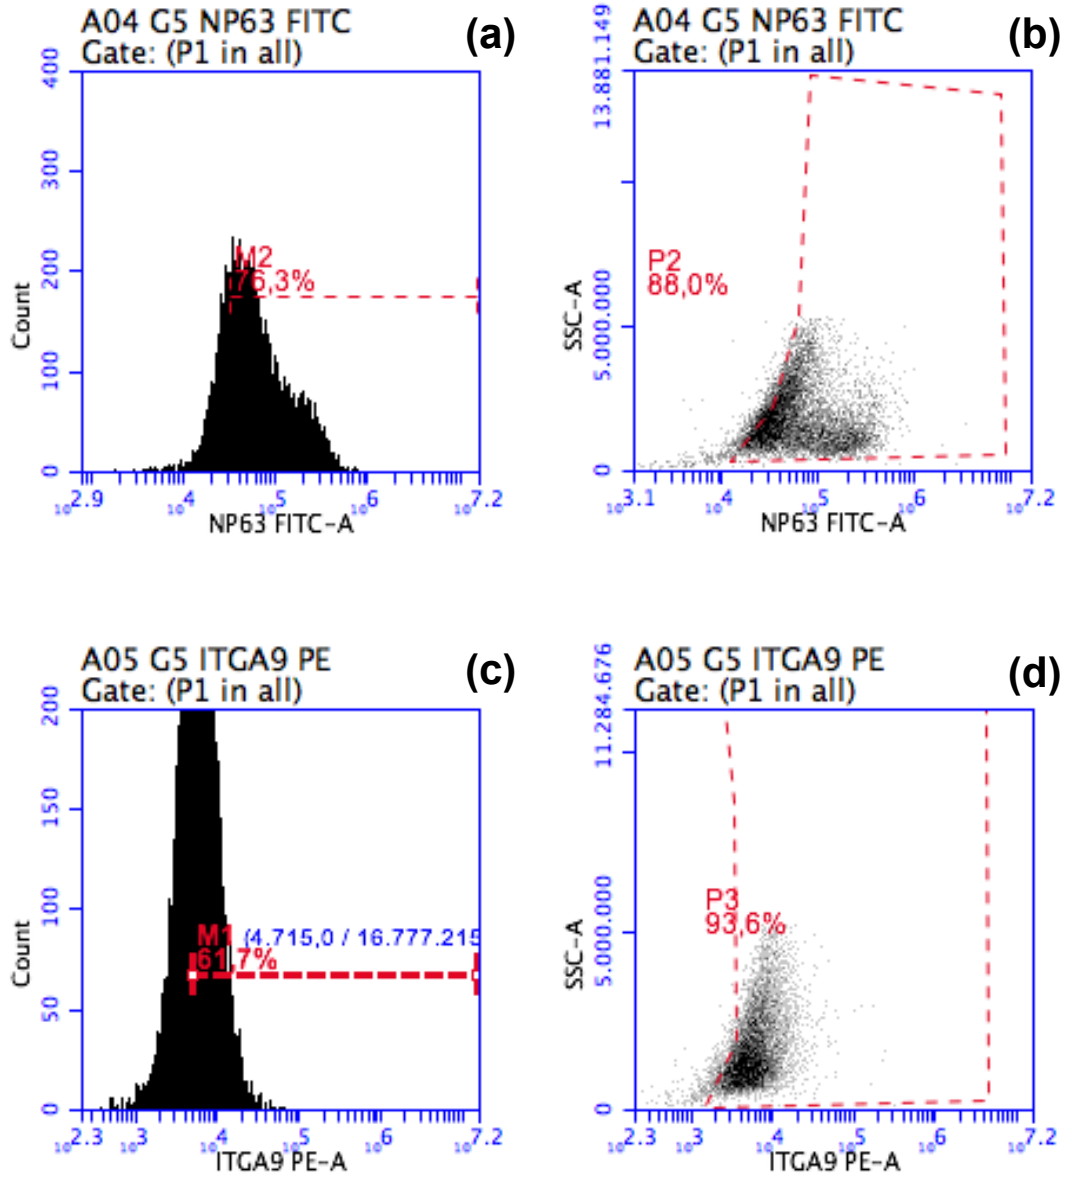 A04 G5 NP63 FITC
Gate: (P1 in all)
(a)
400
300
200
100
0
Count
M2
76,3%
10^2.9 10^4 10^5 10^6 10^7.2
NP63 FITC-A
A04 G5 NP63 FITC
Gate: (P1 in all)
(b)
13.881.149
5.000.000
0
SSC-A
P2
88,0%
10^3.1 10^4 10^5 10^6 10^7.2
NP63 FITC-A
A05 G5 ITGA9 PE
Gate: (P1 in all)
(c)
200
150
100
50
0
Count
M1 (4.715,0 / 16.777.215
61,7%
10^2.3 10^3 10^4 10^5 10^6 10^7.2
ITGA9 PE-A
A05 G5 ITGA9 PE
Gate: (P1 in all)
(d)
11.284.676
5.000.000
0
SSC-A
P3
93,6%
10^2.3 10^3 10^4 10^5 10^6 10^7.2
ITGA9 PE-A